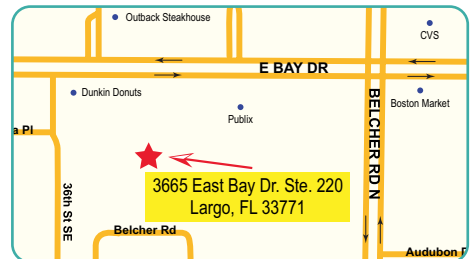 Outback Steakhouse
CVS
E BAY DR
Dunkin Donuts
Boston Market
Publix
BELCHER RD N
a Pl
3665 East Bay Dr. Ste. 220
Largo, FL 33771
36th St SE
Belcher Rd
Audubon P